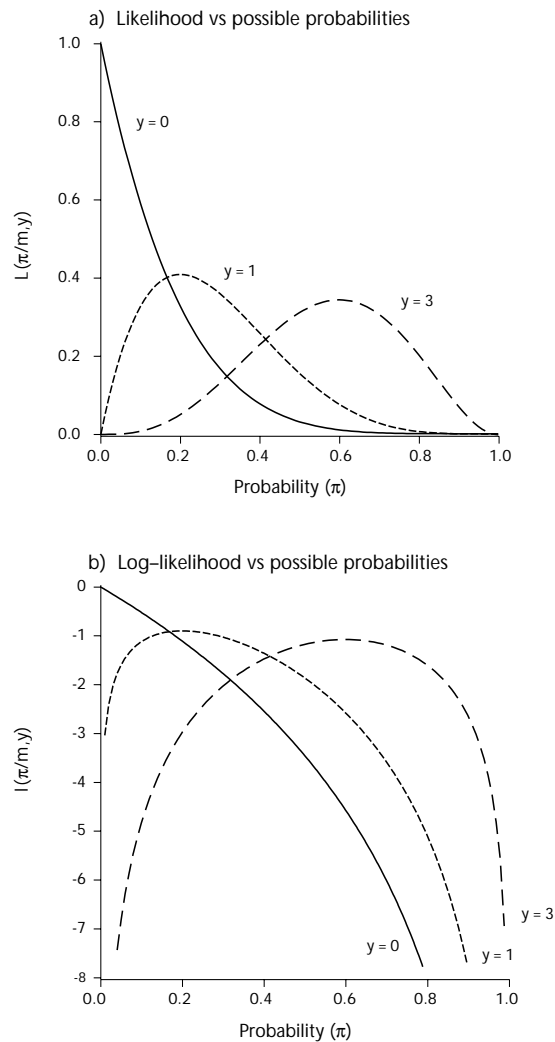 a) Likelihood vs possible probabilities
1.0
0.8
0.6
0.4
0.2
0.0
L (π/m,y)
y = 0
y = 1
y = 3
0.0 0.2 0.4 0.6 0.8 1.0
Probability (π)
b) Log–likelihood vs possible probabilities
0
-1
-2
-3
-4
-5
-6
-7
-8
l (π/m,y)
y = 3
y = 0
y = 1
0.0 0.2 0.4 0.6 0.8 1.0
Probability (π)